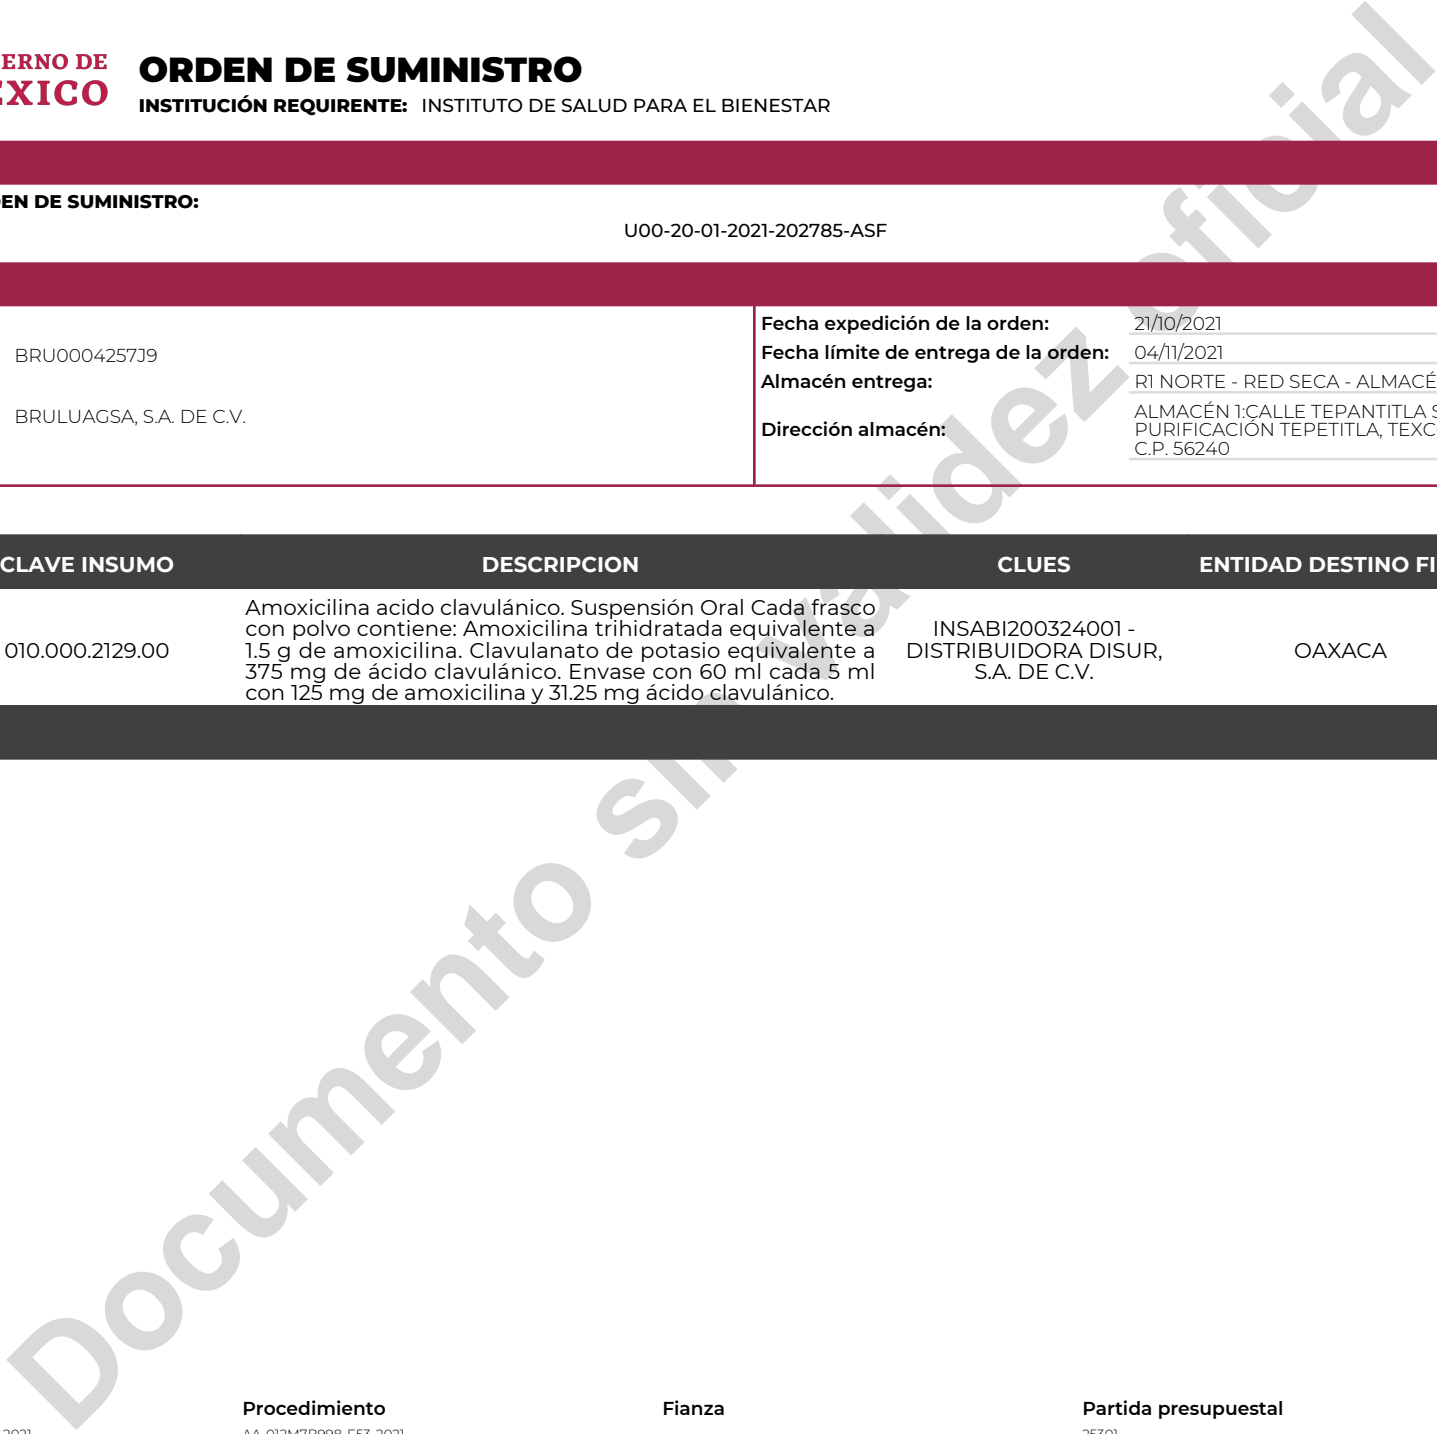 ERNO DE
ÉXICO
ORDEN DE SUMINISTRO
INSTITUCIÓN REQUIRENTE: INSTITUTO DE SALUD PARA EL BIENESTAR
EN DE SUMINISTRO:
U00-20-01-2021-202785-ASF
BRU0004257J9
BRULUAGSA, S.A. DE C.V.
Fecha expedición de la orden: 21/10/2021
Fecha límite de entrega de la orden: 04/11/2021
Almacén entrega: R1 NORTE - RED SECA - ALMACÉ
Dirección almacén: ALMACÉN 1:CALLE TEPANTITLA S
PURIFICACIÓN TEPETITLA, TEXC
C.P. 56240
CLAVE INSUMO DESCRIPCION CLUES ENTIDAD DESTINO FI
010.000.2129.00
Amoxicilina acido clavulánico. Suspensión Oral Cada frasco
con polvo contiene: Amoxicilina trihidratada equivalente a
1.5 g de amoxicilina. Clavulanato de potasio equivalente a
375 mg de ácido clavulánico. Envase con 60 ml cada 5 ml
con 125 mg de amoxicilina y 31.25 mg ácido clavulánico.
INSABI200324001 -
DISTRIBUIDORA DISUR,
S.A. DE C.V.
OAXACA
Documento sin validez oficial
Procedimiento Fianza Partida presupuestal